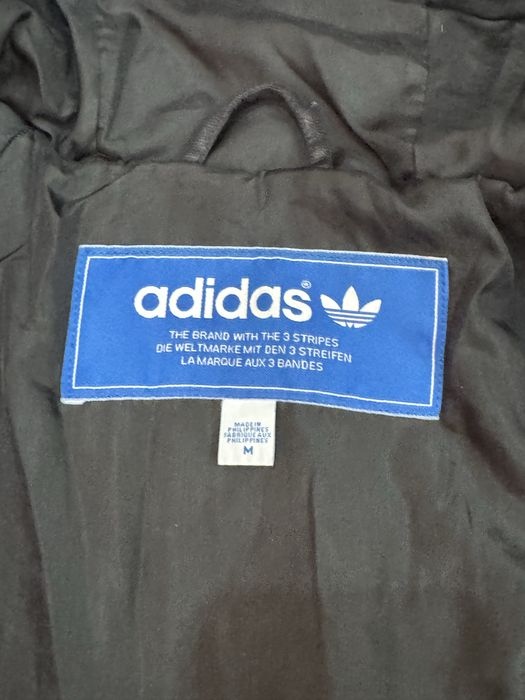 adidas®
THE BRAND WITH THE 3 STRIPES
DIE WELTMARKE MIT DEN 3 STREIFEN
LA MARQUE AUX 3 BANDES
MADE IN
PHILIPPINES
FABRIQUE AUX
PHILIPPINES
M